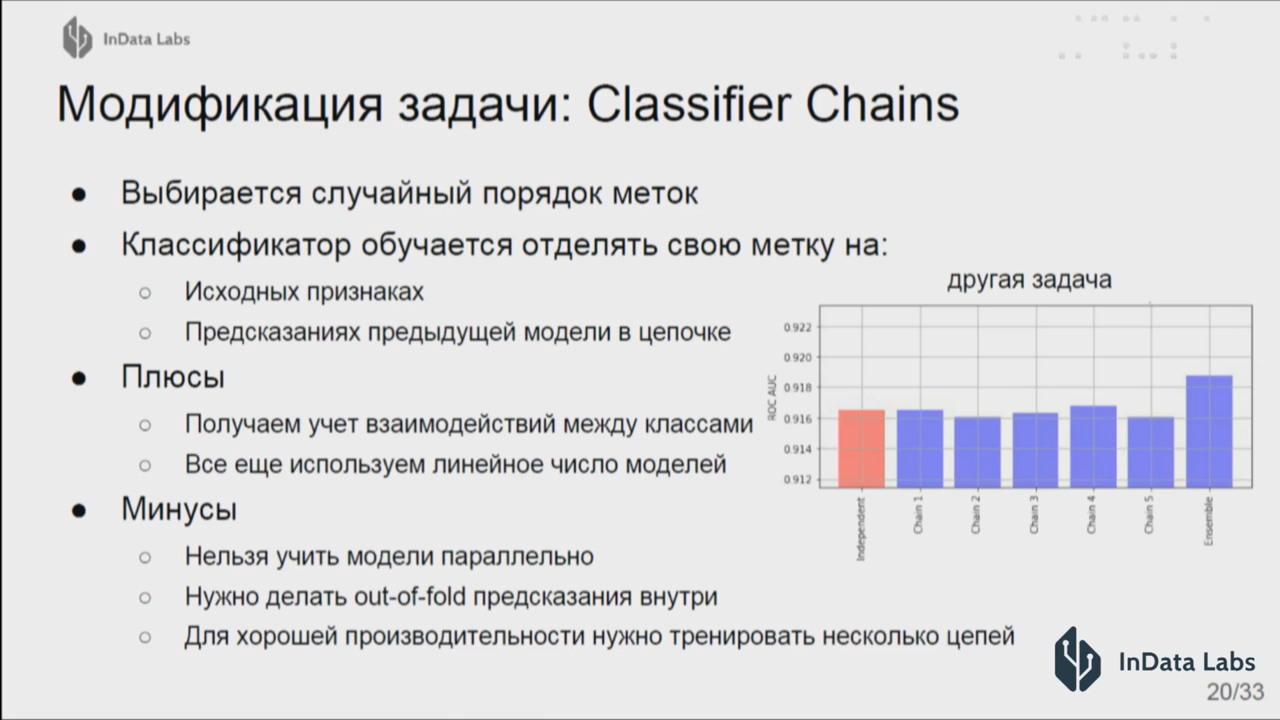 InData Labs
Модификация задачи: Classifier Chains
● Выбирается случайный порядок меток
● Классификатор обучается отделять свою метку на:
○ Исходных признаках
○ Предсказаниях предыдущей модели в цепочке
● Плюсы
○ Получаем учет взаимодействий между классами
○ Все еще используем линейное число моделей
● Минусы
○ Нельзя учить модели параллельно
○ Нужно делать out-of-fold предсказания внутри
○ Для хорошей производительности нужно тренировать несколько цепей
другая задача
ROC AUC
0.922
0.920
0.918
0.916
0.914
0.912
Independent
Chain 1
Chain 2
Chain 3
Chain 4
Chain 5
Ensemble
InData Labs
20/33